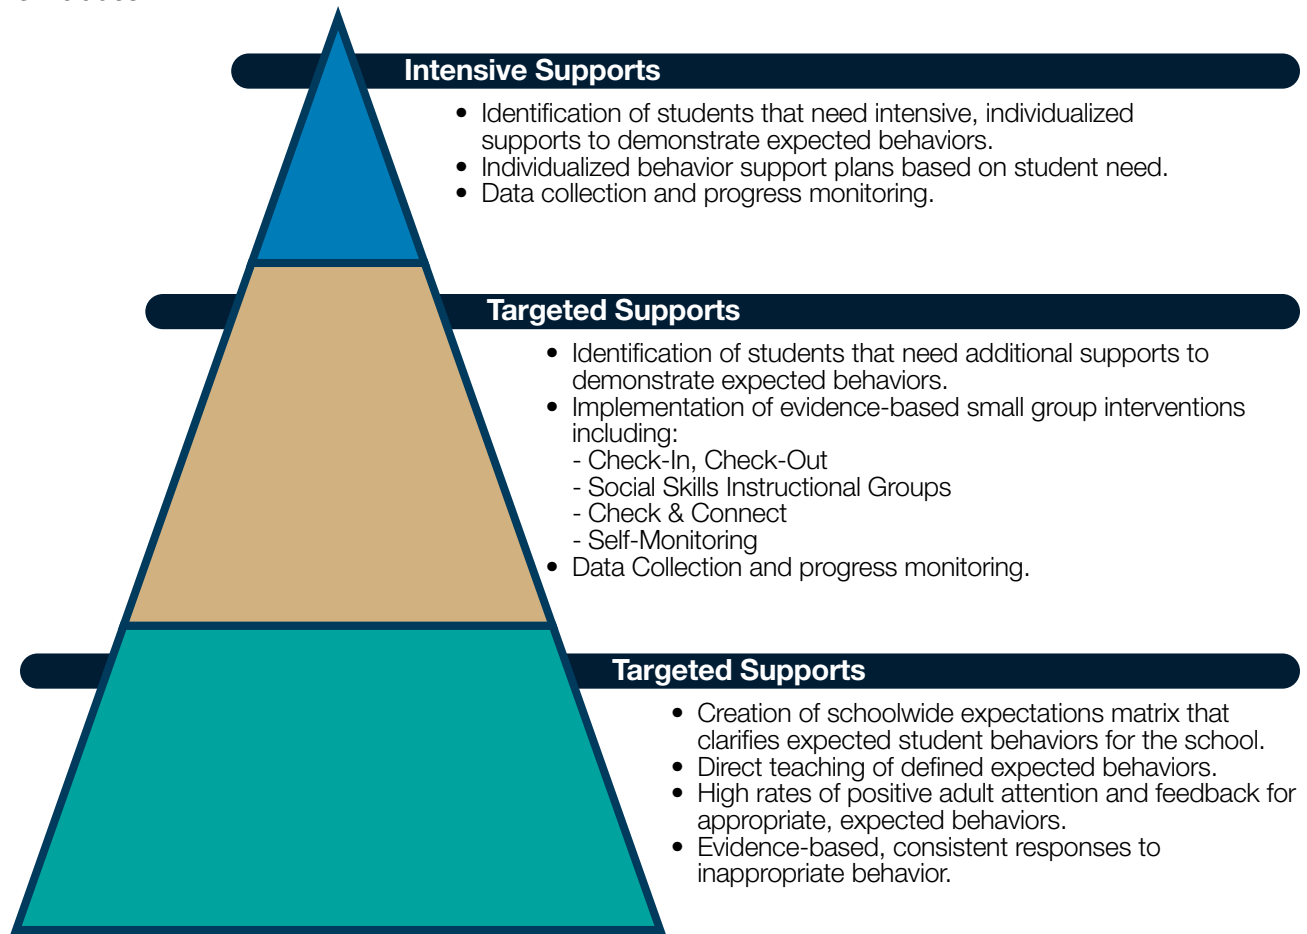 Intensive Supports
• Identification of students that need intensive, individualized
supports to demonstrate expected behaviors.
• Individualized behavior support plans based on student need.
• Data collection and progress monitoring.
Targeted Supports
• Identification of students that need additional supports to
demonstrate expected behaviors.
• Implementation of evidence-based small group interventions
including:
- Check-In, Check-Out
- Social Skills Instructional Groups
- Check & Connect
- Self-Monitoring
• Data Collection and progress monitoring.
Targeted Supports
• Creation of schoolwide expectations matrix that
clarifies expected student behaviors for the school.
• Direct teaching of defined expected behaviors.
• High rates of positive adult attention and feedback for
appropriate, expected behaviors.
• Evidence-based, consistent responses to
inappropriate behavior.